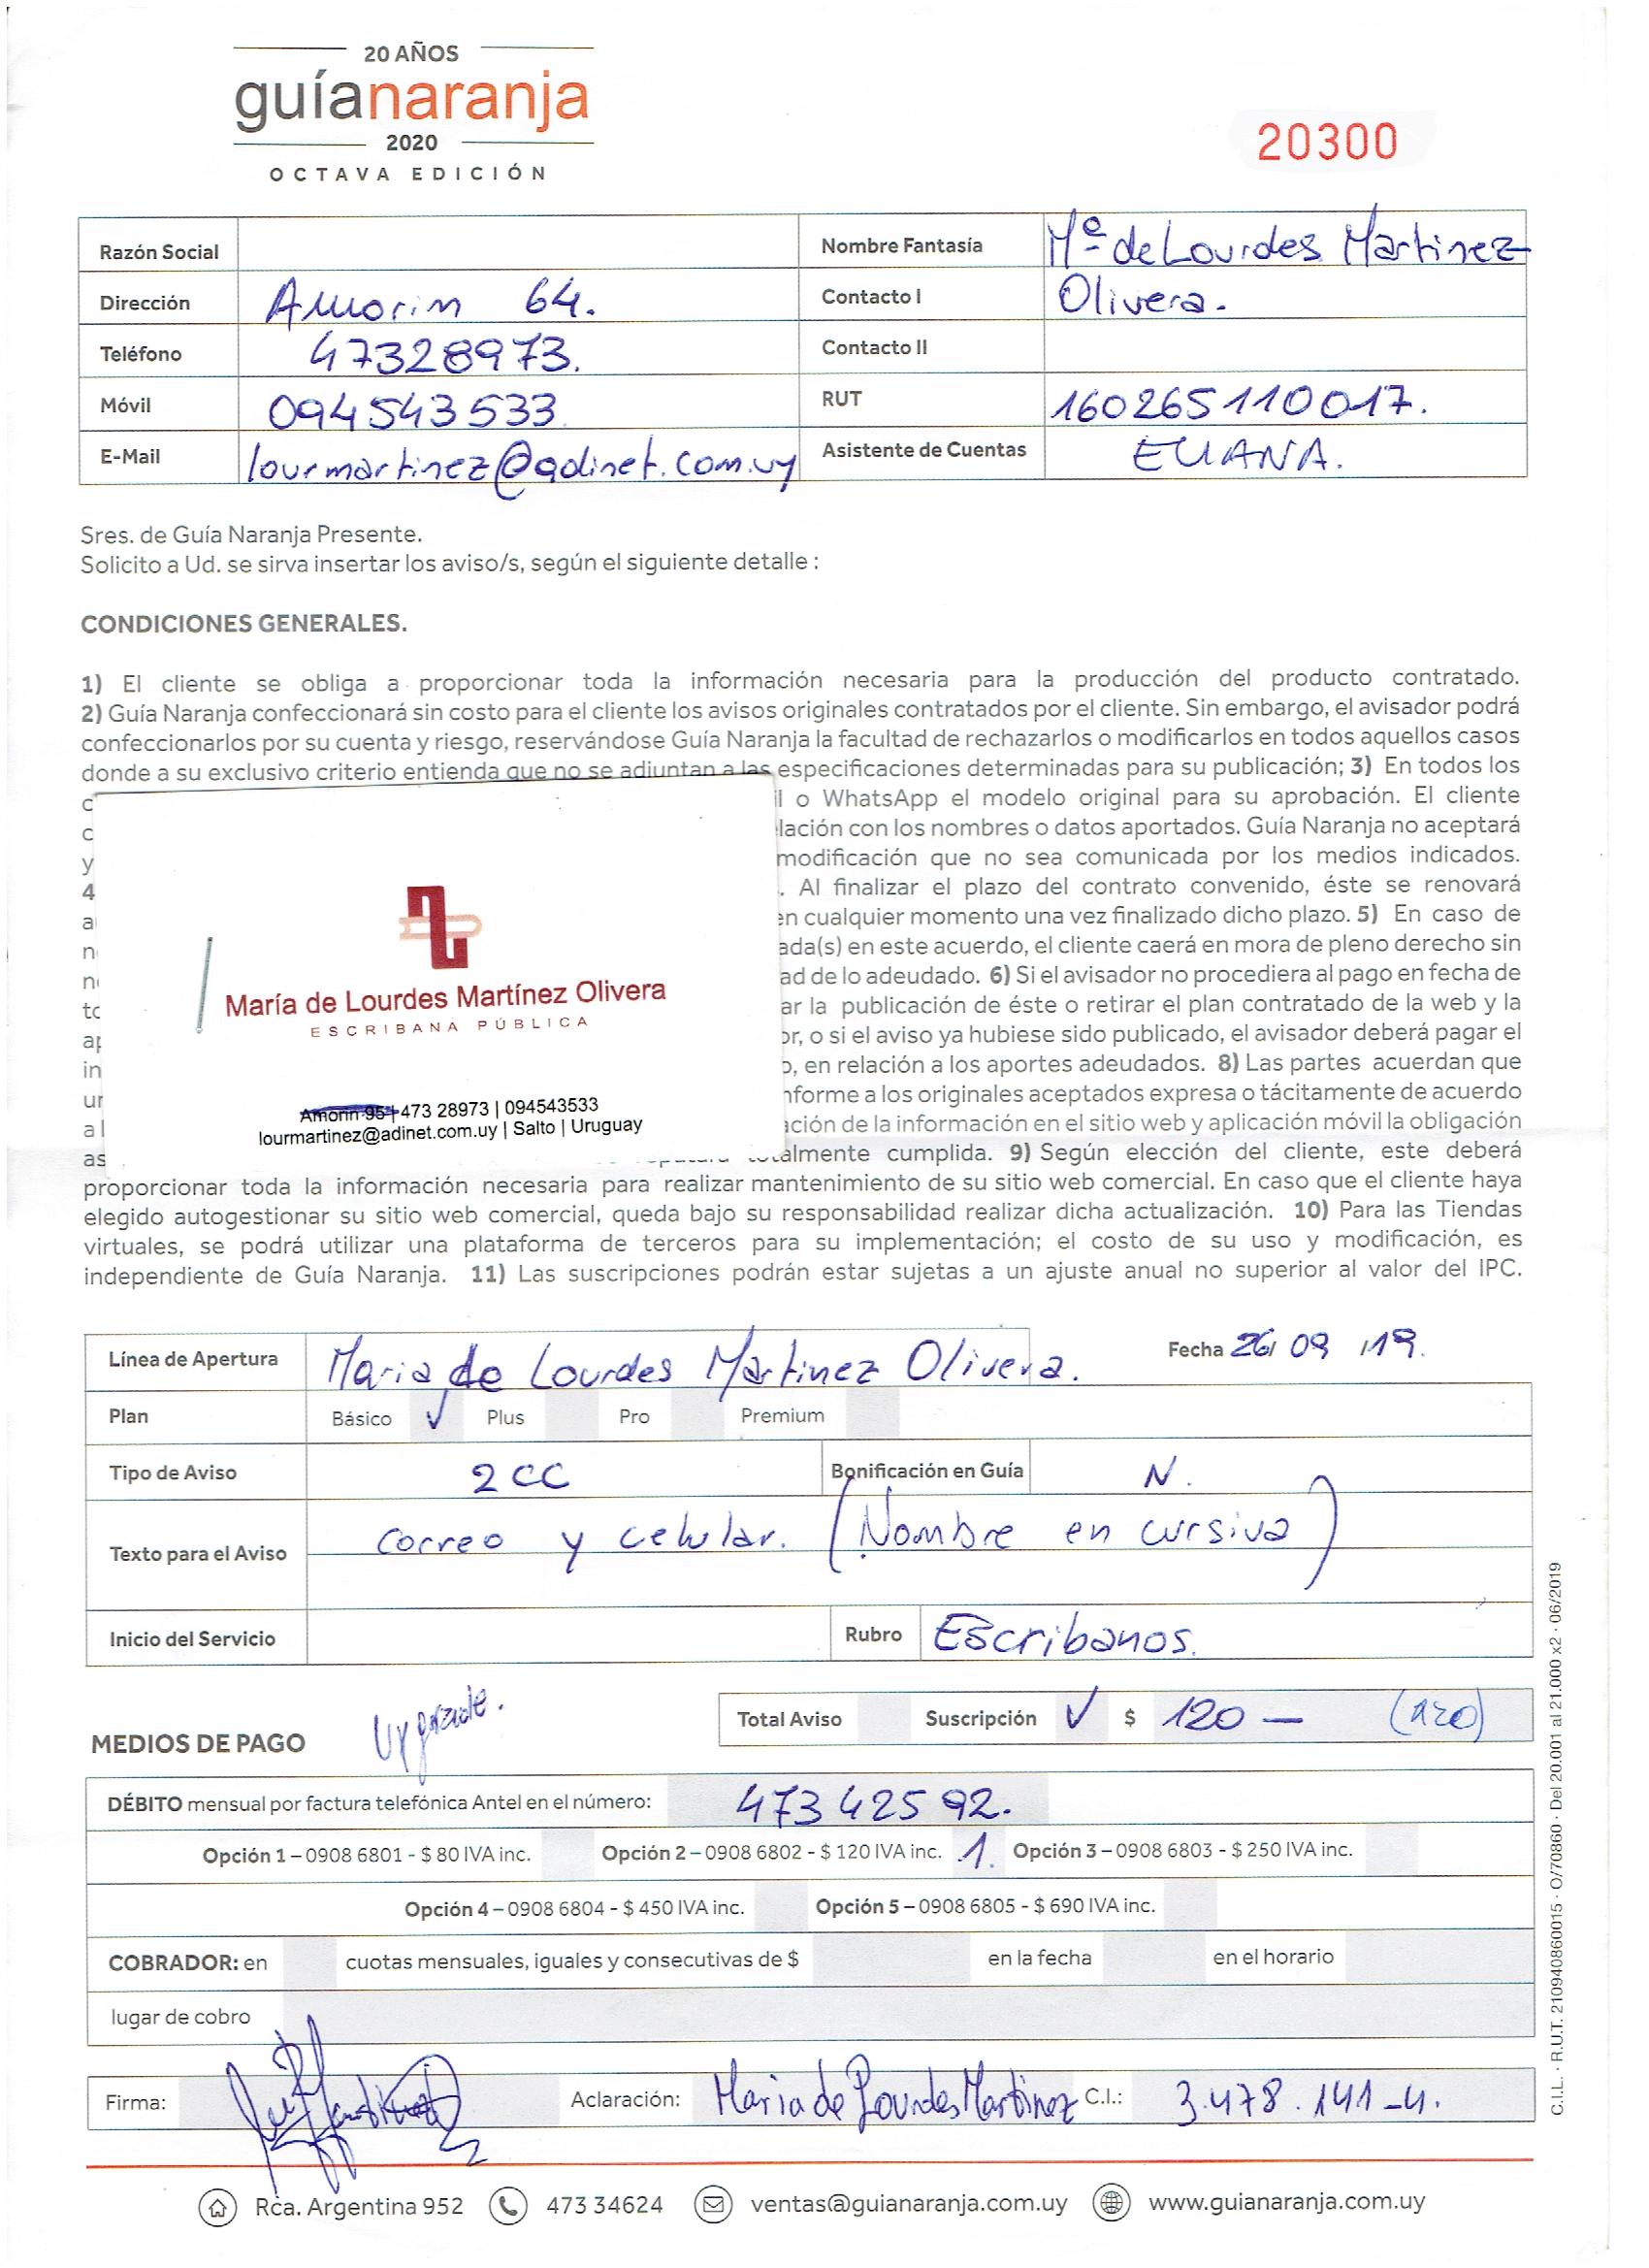 20 AÑOS
guíanaranja
2020
OCTAVA EDICIÓN
20300
Razón Social
Nombre Fantasía Mª de Lourdes Martinez
Dirección Amorim 64.
Contacto I Olivera.
Teléfono 47328973.
Contacto II
Móvil 094543533
RUT 160265110017.
E-Mail lourmartinez@adinet.com.uy
Asistente de Cuentas ELIANA.
Sres. de Guía Naranja Presente.
Solicito a Ud. se sirva insertar los aviso/s, según el siguiente detalle :
CONDICIONES GENERALES.
1) El cliente se obliga a proporcionar toda la información necesaria para la producción del producto contratado.
2) Guía Naranja confeccionará sin costo para el cliente los avisos originales contratados por el cliente. Sin embargo, el avisador podrá
confeccionarlos por su cuenta y riesgo, reservándose Guía Naranja la facultad de rechazarlos o modificarlos en todos aquellos casos
donde a su exclusivo criterio entienda que no se adjuntan a las especificaciones determinadas para su publicación; 3) En todos los
o WhatsApp el modelo original para su aprobación. El cliente
lación con los nombres o datos aportados. Guía Naranja no aceptará
y modificación que no sea comunicada por los medios indicados.
4 . Al finalizar el plazo del contrato convenido, éste se renovará
en cualquier momento una vez finalizado dicho plazo. 5) En caso de
ada(s) en este acuerdo, el cliente caerá en mora de pleno derecho sin
ad de lo adeudado. 6) Si el avisador no procediera al pago en fecha de
ar la publicación de éste o retirar el plan contratado de la web y la
or, o si el aviso ya hubiese sido publicado, el avisador deberá pagar el
o, en relación a los aportes adeudados. 8) Las partes acuerdan que
nforme a los originales aceptados expresa o tácitamente de acuerdo
a l ación de la información en el sitio web y aplicación móvil la obligación
as almente cumplida. 9) Según elección del cliente, este deberá
proporcionar toda la información necesaria para realizar mantenimiento de su sitio web comercial. En caso que el cliente haya
elegido autogestionar su sitio web comercial, queda bajo su responsabilidad realizar dicha actualización. 10) Para las Tiendas
virtuales, se podrá utilizar una plataforma de terceros para su implementación; el costo de su uso y modificación, es
independiente de Guía Naranja. 11) Las suscripciones podrán estar sujetas a un ajuste anual no superior al valor del IPC.
María de Lourdes Martínez Olivera
ESCRIBANA PÚBLICA
Amorin 95 | 473 28973 | 094543533
lourmartinez@adinet.com.uy | Salto | Uruguay
Línea de Apertura Maria de Lourdes Martinez Olivera.
Fecha 26/ 09 /19.
Plan Básico ✓ Plus Pro Premium
Tipo de Aviso 2 CC Bonificación en Guía N.
Texto para el Aviso Correo y celular. (Nombre en cursiva)
Inicio del Servicio Rubro Escribanos.
Upgrade.
Total Aviso Suscripción ✓ $ 120 — (120)
MEDIOS DE PAGO
DÉBITO mensual por factura telefónica Antel en el número: 473 42592.
Opción 1 – 0908 6801 - $ 80 IVA inc. Opción 2 – 0908 6802 - $ 120 IVA inc. 1. Opción 3 – 0908 6803 - $ 250 IVA inc.
Opción 4 – 0908 6804 - $ 450 IVA inc. Opción 5 – 0908 6805 - $ 690 IVA inc.
COBRADOR: en cuotas mensuales, iguales y consecutivas de $ en la fecha en el horario
lugar de cobro
Firma: Aclaración: Maria de Lourdes Martinez C.I.: 3.478.141-4.
Rca. Argentina 952 473 34624 ventas@guianaranja.com.uy www.guianaranja.com.uy
C.I.L. · R.U.T. 210940860015 · O/70860 · Del 20.001 al 21.000 x2 · 06/2019